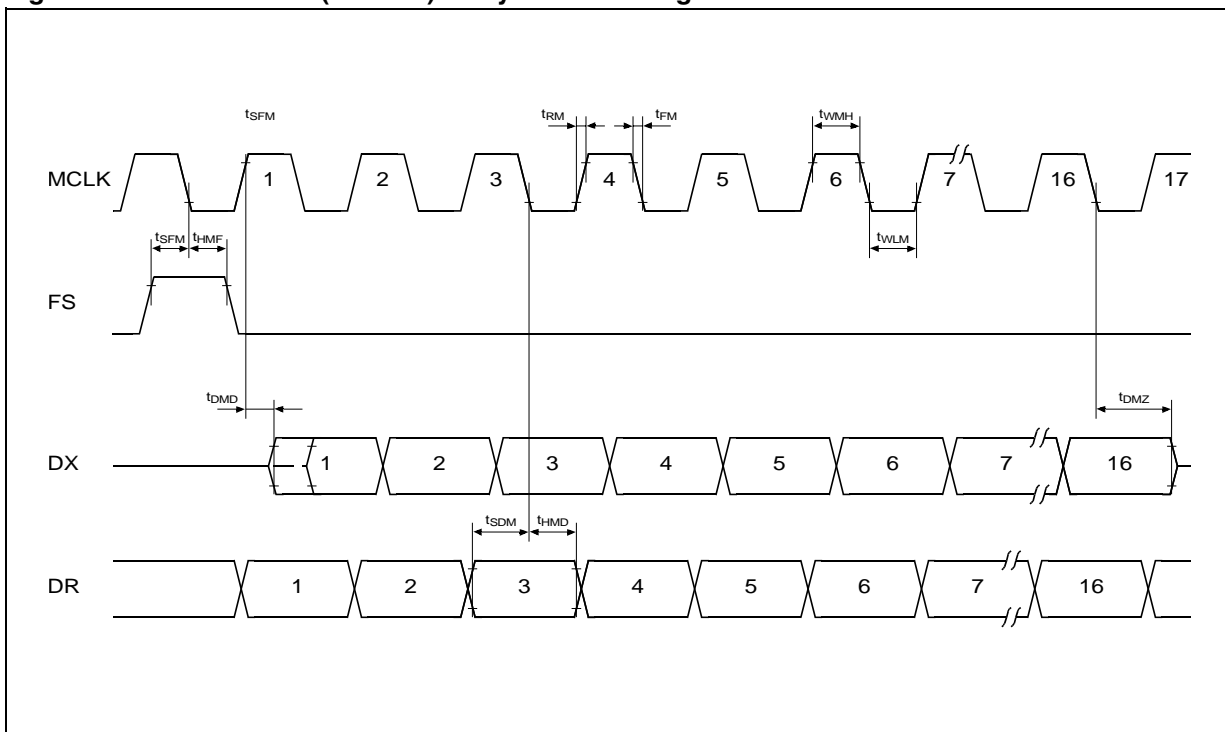 tSFM tRM tFM tWMH
MCLK 1 2 3 4 5 6 7 16 17
tSFM tHMF tWLM
FS
tDMD tDMZ
DX 1 2 3 4 5 6 7 16
tSDM tHMD
DR 1 2 3 4 5 6 7 16